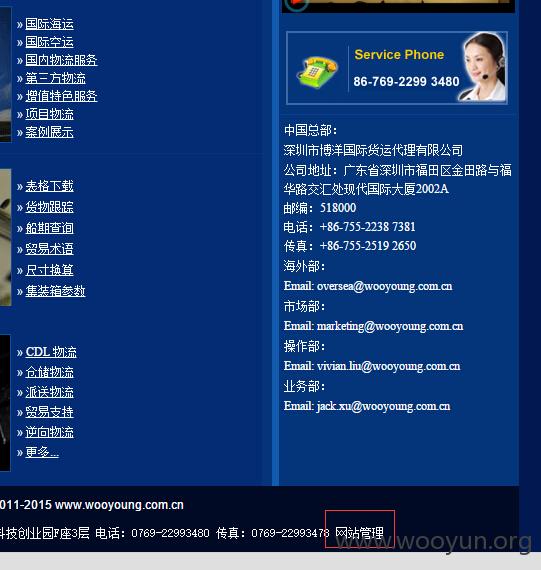 » 国际海运
» 国际空运
» 国内物流服务
» 第三方物流
» 增值特色服务
» 项目物流
» 案例展示
» 表格下载
» 货物跟踪
» 船期查询
» 贸易术语
» 尺寸换算
» 集装箱参数
» CDL 物流
» 仓储物流
» 派送物流
» 贸易支持
» 逆向物流
» 更多...
Service Phone
86-769-2299 3480
中国总部：
深圳市博洋国际货运代理有限公司
公司地址：广东省深圳市福田区金田路与福
华路交汇处现代国际大厦2002A
邮编：518000
电话：+86-755-2238 7381
传真：+86-755-2519 2650
海外部：
Email: oversea@wooyoung.com.cn
市场部：
Email: marketing@wooyoung.com.cn
操作部：
Email: vivian.liu@wooyoung.com.cn
业务部：
Email: jack.xu@wooyoung.com.cn
011-2015 www.wooyoung.com.cn
科技创业园F座3层 电话：0769-22993480 传真：0769-22993478 网站管理
www.wooyun.org